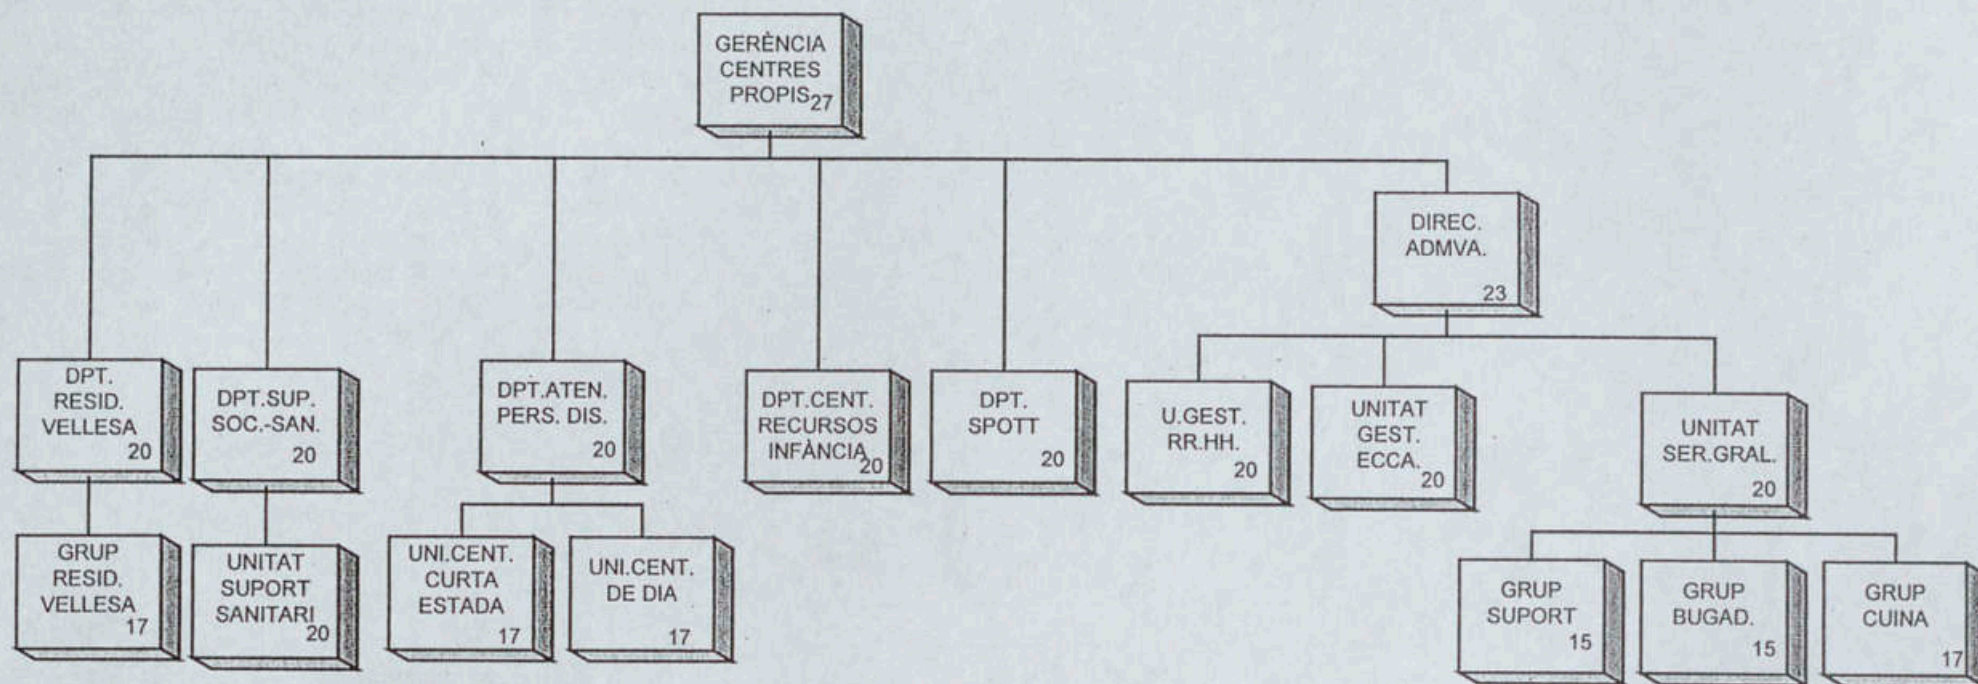 GERÈNCIA
CENTRES
PROPIS 27
DIREC.
ADMVA.
23
DPT.
RESID.
VELLESA
20
DPT.SUP.
SOC.-SAN.
20
DPT.ATEN.
PERS. DIS.
20
DPT.CENT.
RECURSOS
INFÀNCIA
20
DPT.
SPOTT
20
U.GEST.
RR.HH.
20
UNITAT
GEST.
ECCA.
20
UNITAT
SER.GRAL.
20
GRUP
RESID.
VELLESA
17
UNITAT
SUPORT
SANITARI
20
UNI.CENT.
CURTA
ESTADA
17
UNI.CENT.
DE DIA
17
GRUP
SUPORT
15
GRUP
BUGAD.
15
GRUP
CUINA
17